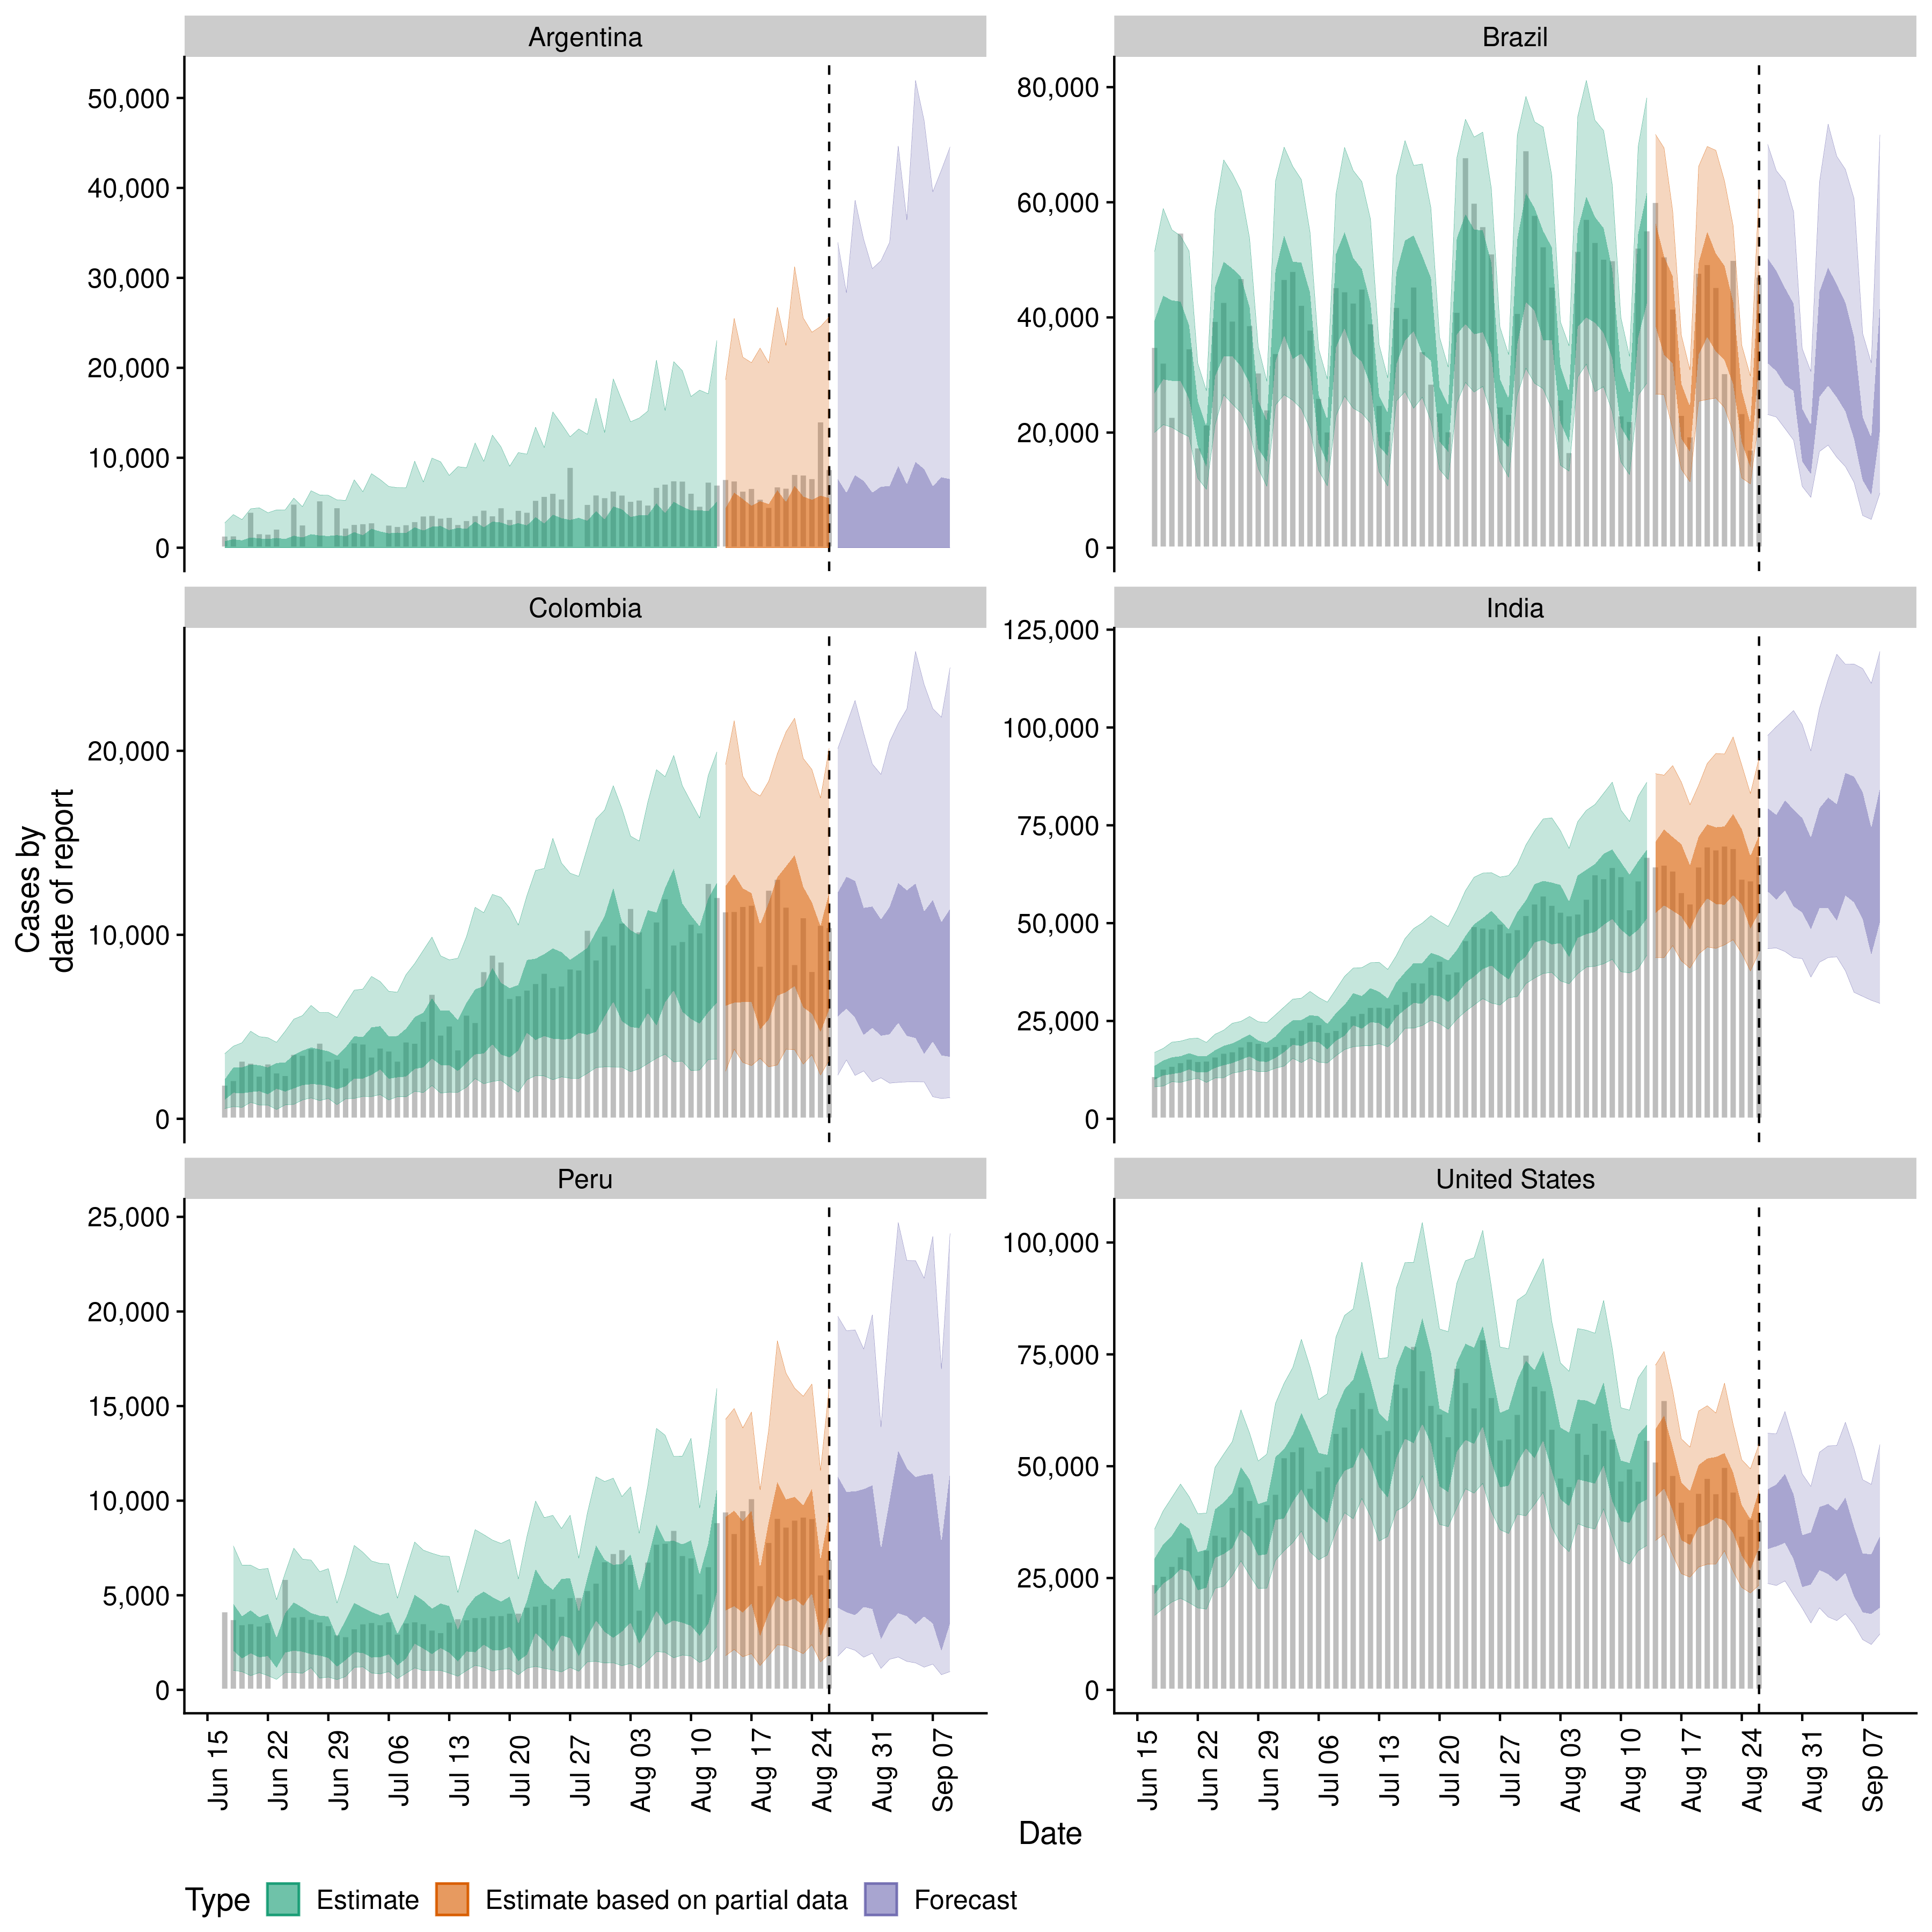 Argentina
Brazil
50,000
40,000
30,000
20,000
10,000
0
80,000
60,000
40,000
20,000
0
Colombia
India
20,000
10,000
0
125,000
100,000
75,000
50,000
25,000
0
Cases by
date of report
Peru
United States
25,000
20,000
15,000
10,000
5,000
0
100,000
75,000
50,000
25,000
0
Jun 15
Jun 22
Jun 29
Jul 06
Jul 13
Jul 20
Jul 27
Aug 03
Aug 10
Aug 17
Aug 24
Aug 31
Sep 07
Jun 15
Jun 22
Jun 29
Jul 06
Jul 13
Jul 20
Jul 27
Aug 03
Aug 10
Aug 17
Aug 24
Aug 31
Sep 07
Date
Type Estimate Estimate based on partial data Forecast